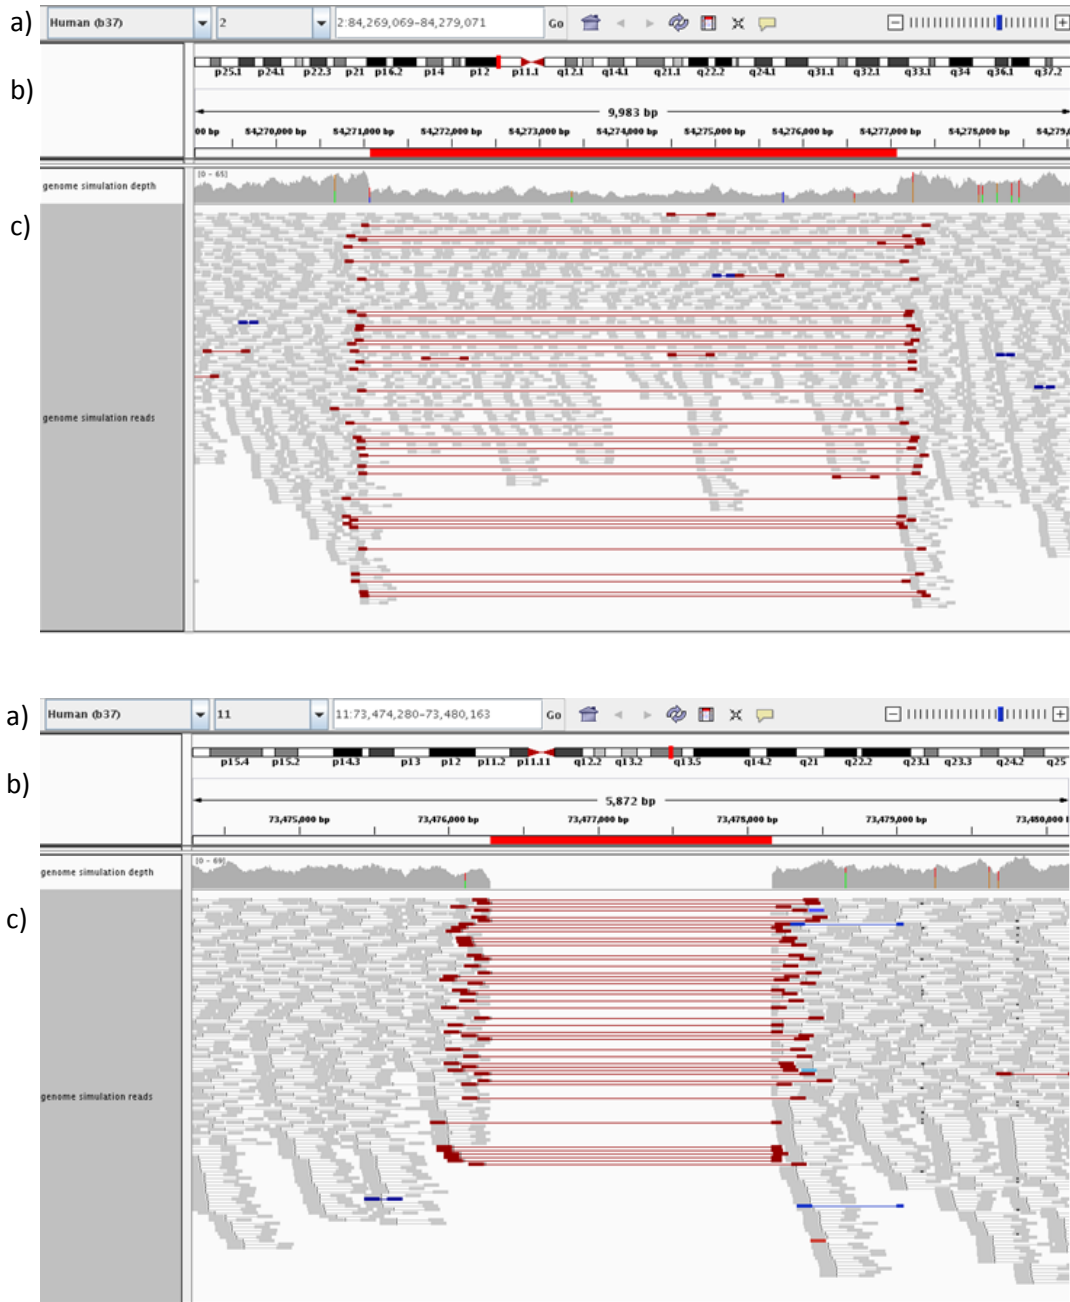 a)
Human (b37) 2 2:84,269,069-84,279,071 Go
b)
p25.1 p24.1 p22.3 p21 p16.2 p14 p12 p11.1 q12.1 q14.1 q21.1 q22.2 q24.1 q31.1 q32.1 q33.1 q34 q36.1 q37.2
9,983 bp
00 bp 84,270,000 bp 84,271,000 bp 84,272,000 bp 84,273,000 bp 84,274,000 bp 84,275,000 bp 84,276,000 bp 84,277,000 bp 84,278,000 bp 84,279,0
c)
[0 - 65]
genome simulation depth
genome simulation reads
a)
Human (b37) 11 11:73,474,280-73,480,163 Go
b)
p15.4 p15.2 p14.3 p13 p12 p11.2 p11.11 q12.2 q13.2 q13.5 q14.2 q21 q22.2 q23.1 q23.3 q24.2 q25
5,872 bp
73,475,000 bp 73,476,000 bp 73,477,000 bp 73,478,000 bp 73,479,000 bp 73,480,000 l
c)
[0 - 69]
genome simulation depth
genome simulation reads